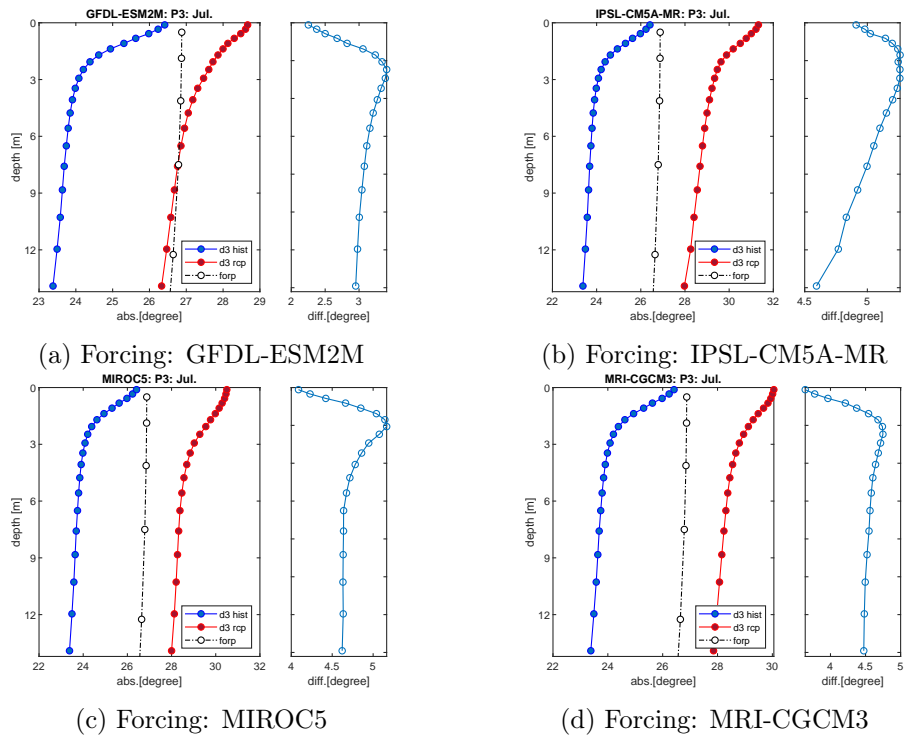 GFDL-ESM2M: P3: Jul.
0
3
6
9
12
depth [m]
23 24 25 26 27 28 29
abs.[degree]
d3 hist
d3 rcp
forp
2 3
diff.[degree]
(a) Forcing: GFDL-ESM2M
IPSL-CM5A-MR: P3: Jul.
0
3
6
9
12
depth [m]
22 24 26 28 30 32
abs.[degree]
d3 hist
d3 rcp
forp
5
diff.[degree]
(b) Forcing: IPSL-CM5A-MR
MIROC5: P3: Jul.
0
3
6
9
12
depth [m]
22 24 26 28 30 32
abs.[degree]
d3 hist
d3 rcp
forp
4 4.5 5
diff.[degree]
(c) Forcing: MIROC5
MRI-CGCM3: P3: Jul.
0
3
6
9
12
depth [m]
22 24 26 28 30
abs.[degree]
d3 hist
d3 rcp
forp
4 4.5 5
diff.[degree]
(d) Forcing: MRI-CGCM3